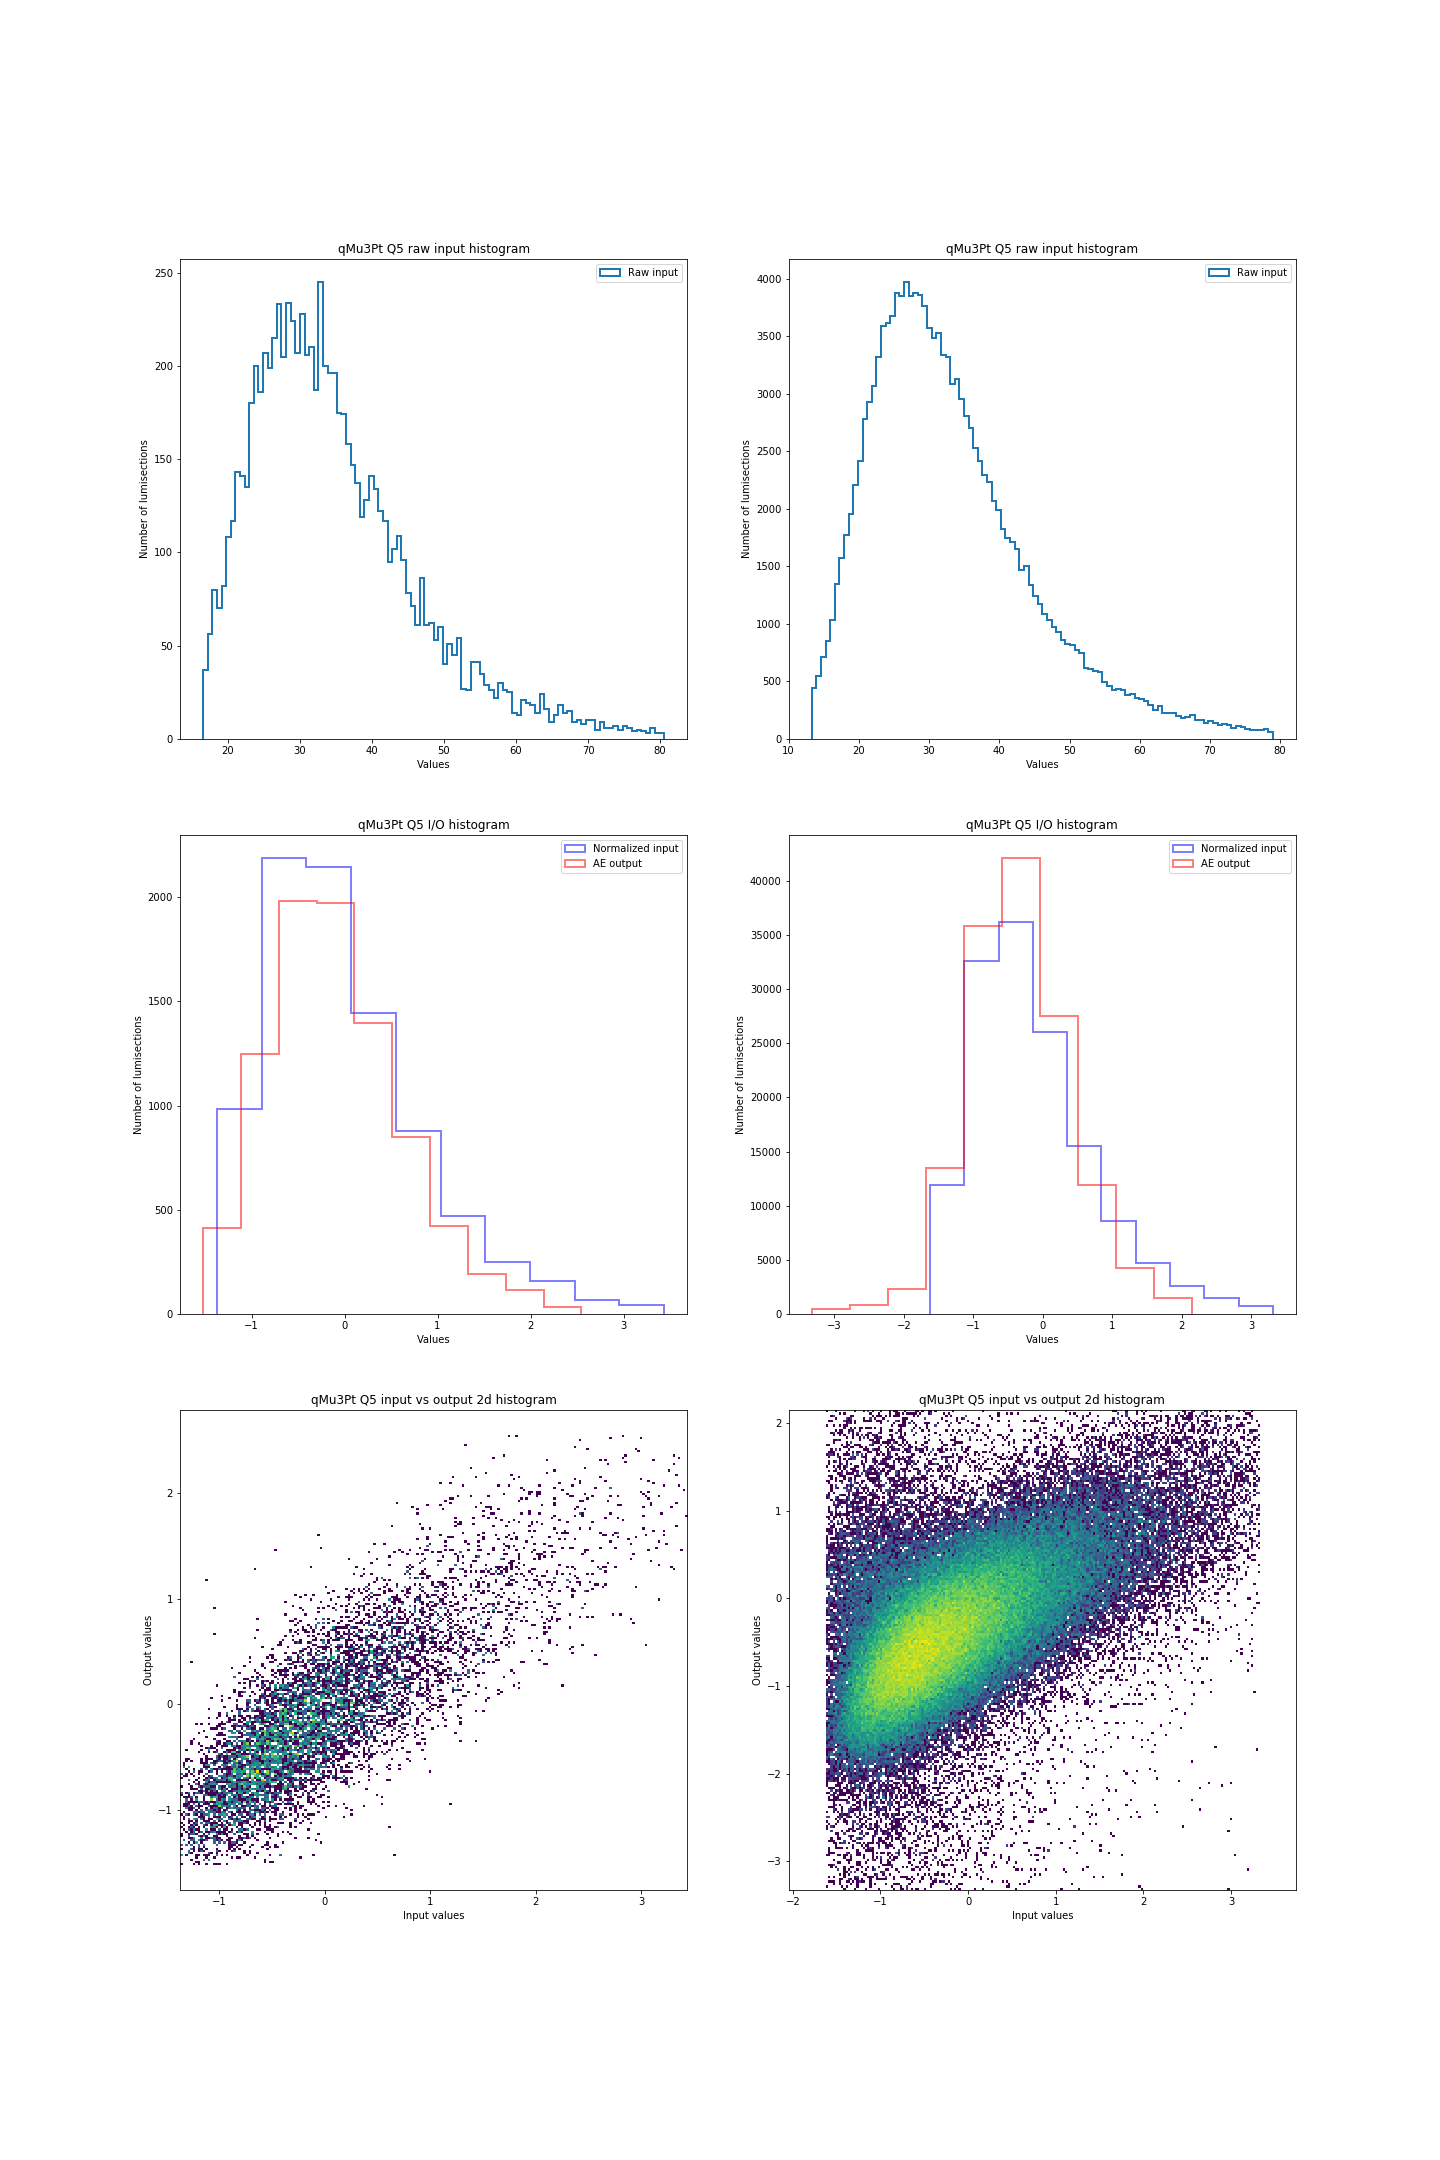 qMu3Pt Q5 raw input histogram
Raw input
250
200
150
100
50
0
Number of lumisections
20 30 40 50 60 70 80
Values
qMu3Pt Q5 raw input histogram
Raw input
4000
3500
3000
2500
2000
1500
1000
500
0
Number of lumisections
10 20 30 40 50 60 70 80
Values
qMu3Pt Q5 I/O histogram
Normalized input
AE output
2000
1500
1000
500
0
Number of lumisections
−1 0 1 2 3
Values
qMu3Pt Q5 I/O histogram
Normalized input
AE output
40000
35000
30000
25000
20000
15000
10000
5000
0
Number of lumisections
−3 −2 −1 0 1 2 3
Values
qMu3Pt Q5 input vs output 2d histogram
2
1
0
−1
Output values
−1 0 1 2 3
Input values
qMu3Pt Q5 input vs output 2d histogram
2
1
0
−1
−2
−3
Output values
−2 −1 0 1 2 3
Input values